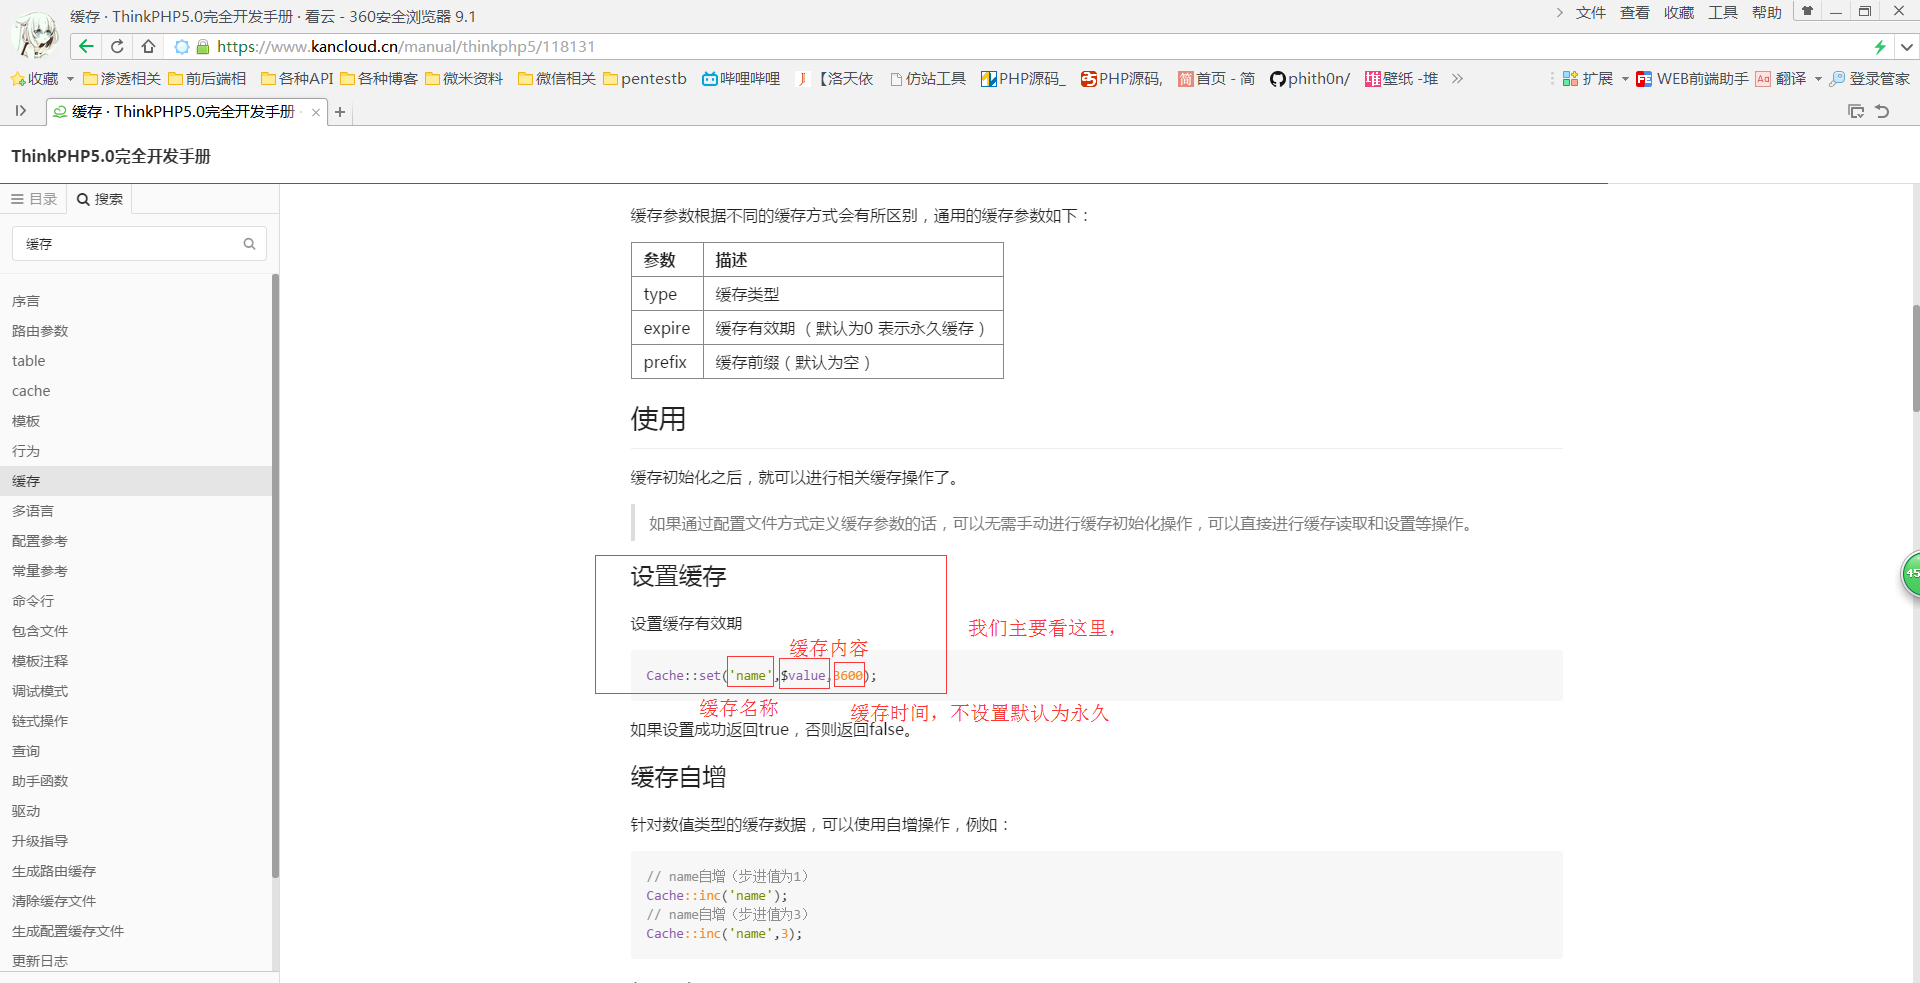 缓存 · ThinkPHP5.0完全开发手册 · 看云 - 360安全浏览器 9.1
文件 查看 收藏 工具 帮助
https://www.kancloud.cn/manual/thinkphp5/118131
收藏 渗透相关 前后端相 各种API 各种博客 微米资料 微信相关 pentestb 哔哩哔哩 【洛天依 仿站工具 PHP源码_ PHP源码, 简 首页 - 简 phith0n/ 堆 壁纸 -堆 扩展 WEB前端助手 Aa 翻译 登录管家
缓存 · ThinkPHP5.0完全开发手册
ThinkPHP5.0完全开发手册
目录 搜索
缓存
序言
路由参数
table
cache
模板
行为
缓存
多语言
配置参考
常量参考
命令行
包含文件
模板注释
调试模式
链式操作
查询
助手函数
驱动
升级指导
生成路由缓存
清除缓存文件
生成配置缓存文件
更新日志
缓存参数根据不同的缓存方式会有所区别，通用的缓存参数如下：
参数 描述
type 缓存类型
expire 缓存有效期 （默认为0 表示永久缓存）
prefix 缓存前缀（默认为空）
使用
缓存初始化之后，就可以进行相关缓存操作了。
如果通过配置文件方式定义缓存参数的话，可以无需手动进行缓存初始化操作，可以直接进行缓存读取和设置等操作。
设置缓存
设置缓存有效期
我们主要看这里，
缓存内容
Cache::set('name',$value,3600);
缓存名称
缓存时间，不设置默认为永久
如果设置成功返回true，否则返回false。
缓存自增
针对数值类型的缓存数据，可以使用自增操作，例如：
// name自增（步进值为1）
Cache::inc('name');
// name自增（步进值为3）
Cache::inc('name',3);
45